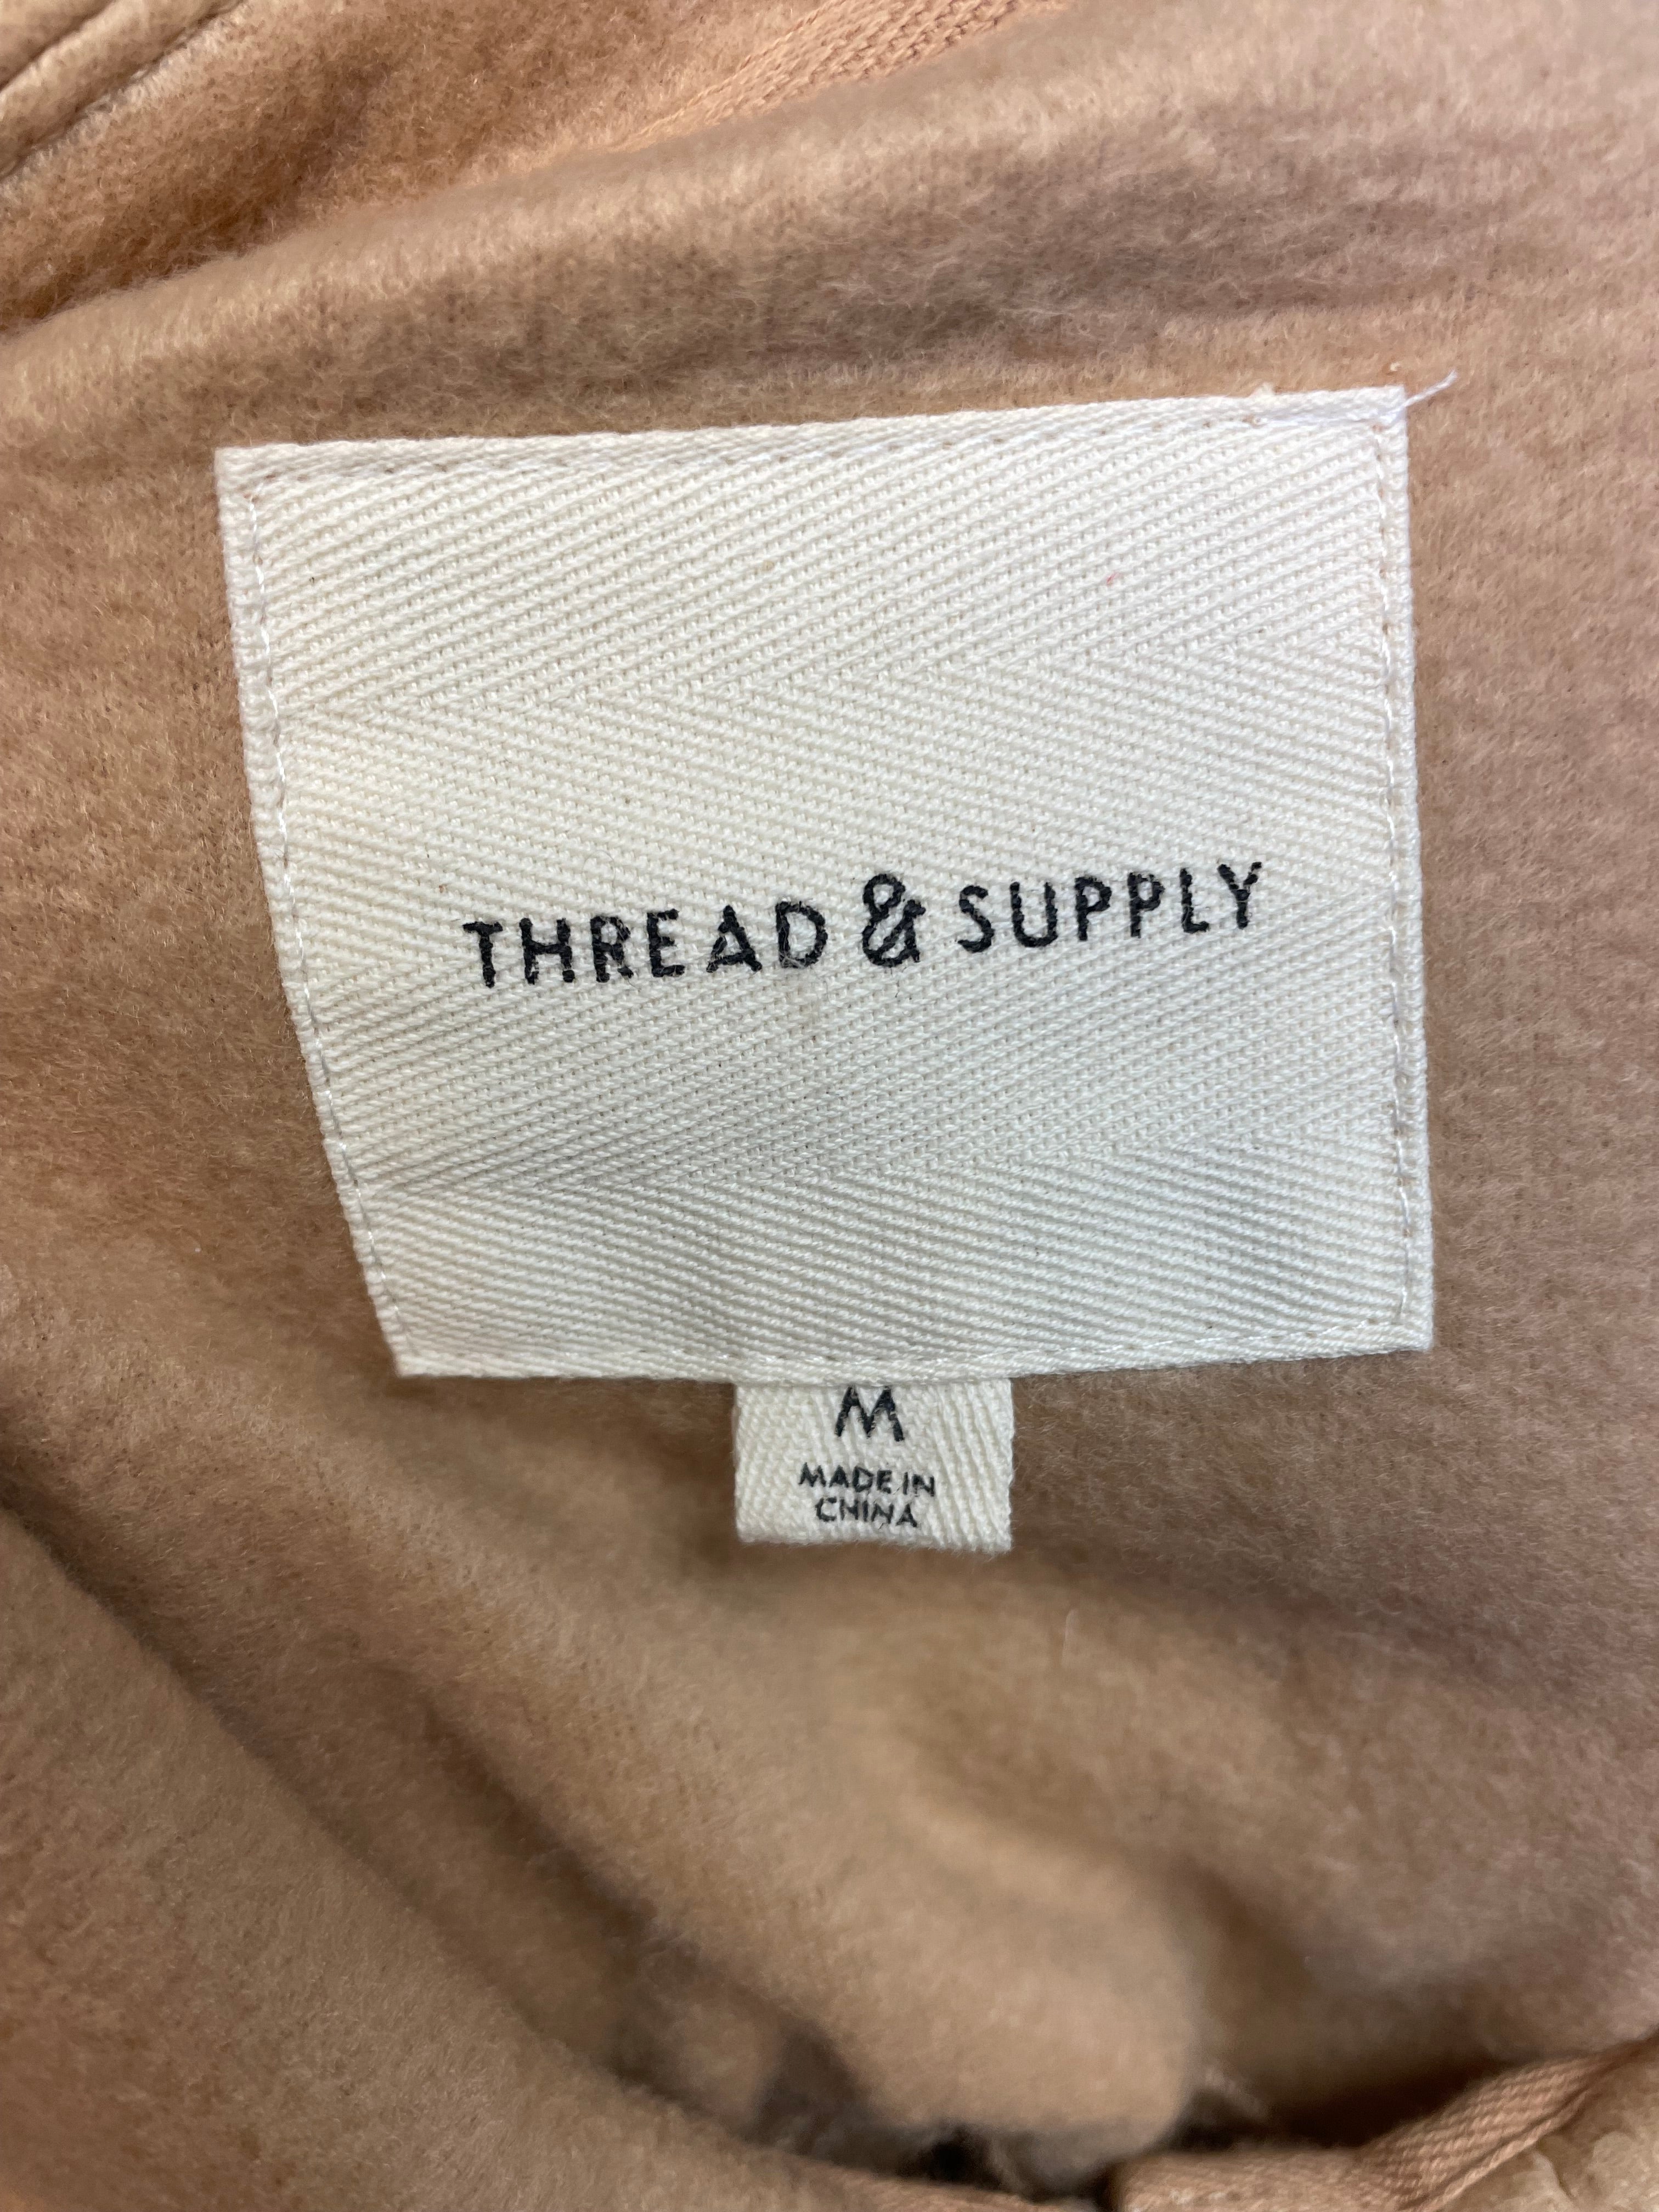 THREAD & SUPPLY
M
MADE IN
CHINA